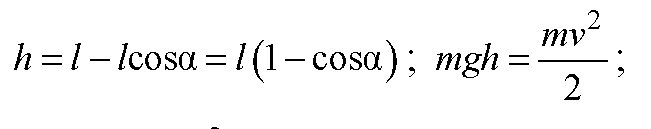 h = l − lcosα = l(1 − cosα) ; mgh = mv²/2 ;